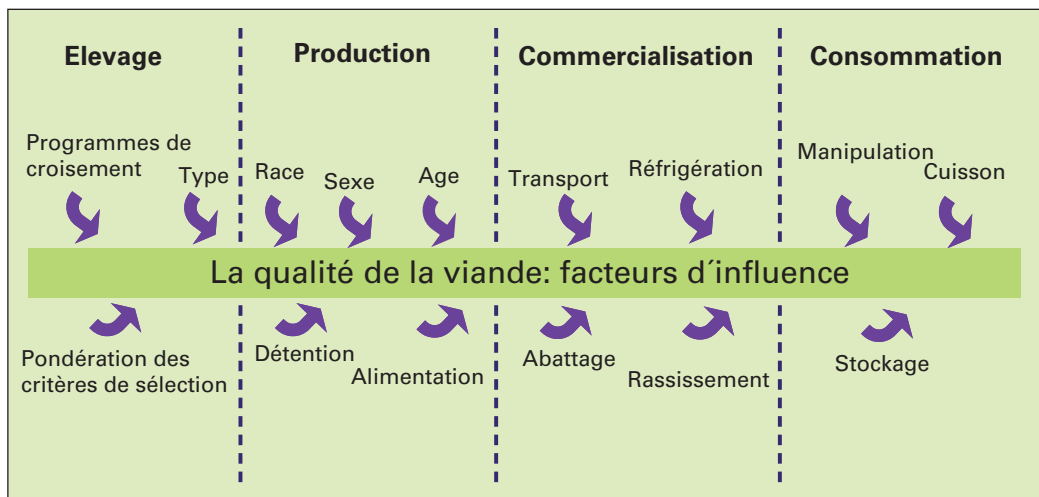 Elevage
Production
Commercialisation
Consommation
Programmes de
croisement
Type
Race
Sexe
Age
Transport
Réfrigération
Manipulation
Cuisson
La qualité de la viande: facteurs d´influence
Pondération des
critères de sélection
Détention
Alimentation
Abattage
Rassissement
Stockage